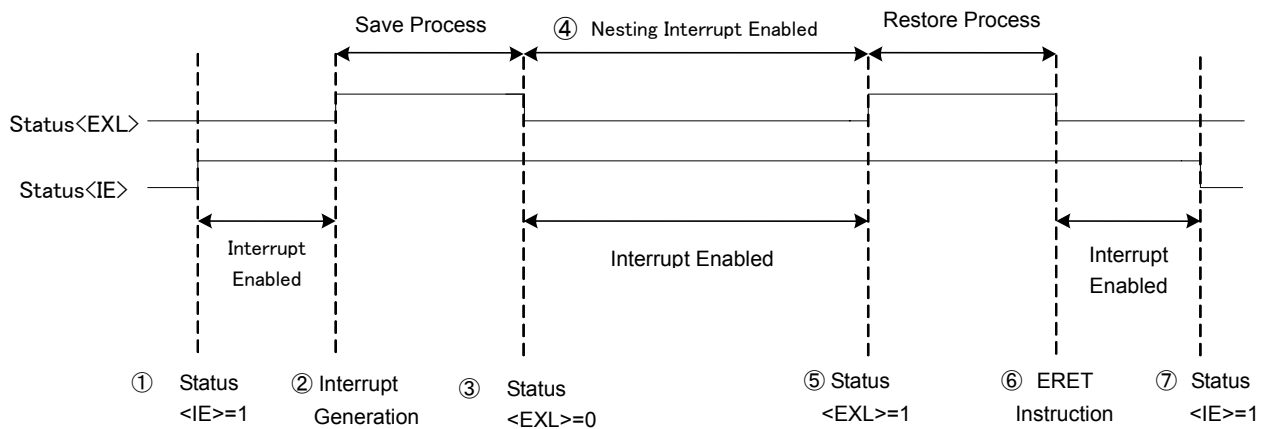 Save Process
④ Nesting Interrupt Enabled
Restore Process
Status<EXL>
Status<IE>
Interrupt
Enabled
Interrupt Enabled
Interrupt
Enabled
① Status
<IE>=1
② Interrupt
Generation
③ Status
<EXL>=0
⑤ Status
<EXL>=1
⑥ ERET
Instruction
⑦ Status
<IE>=1